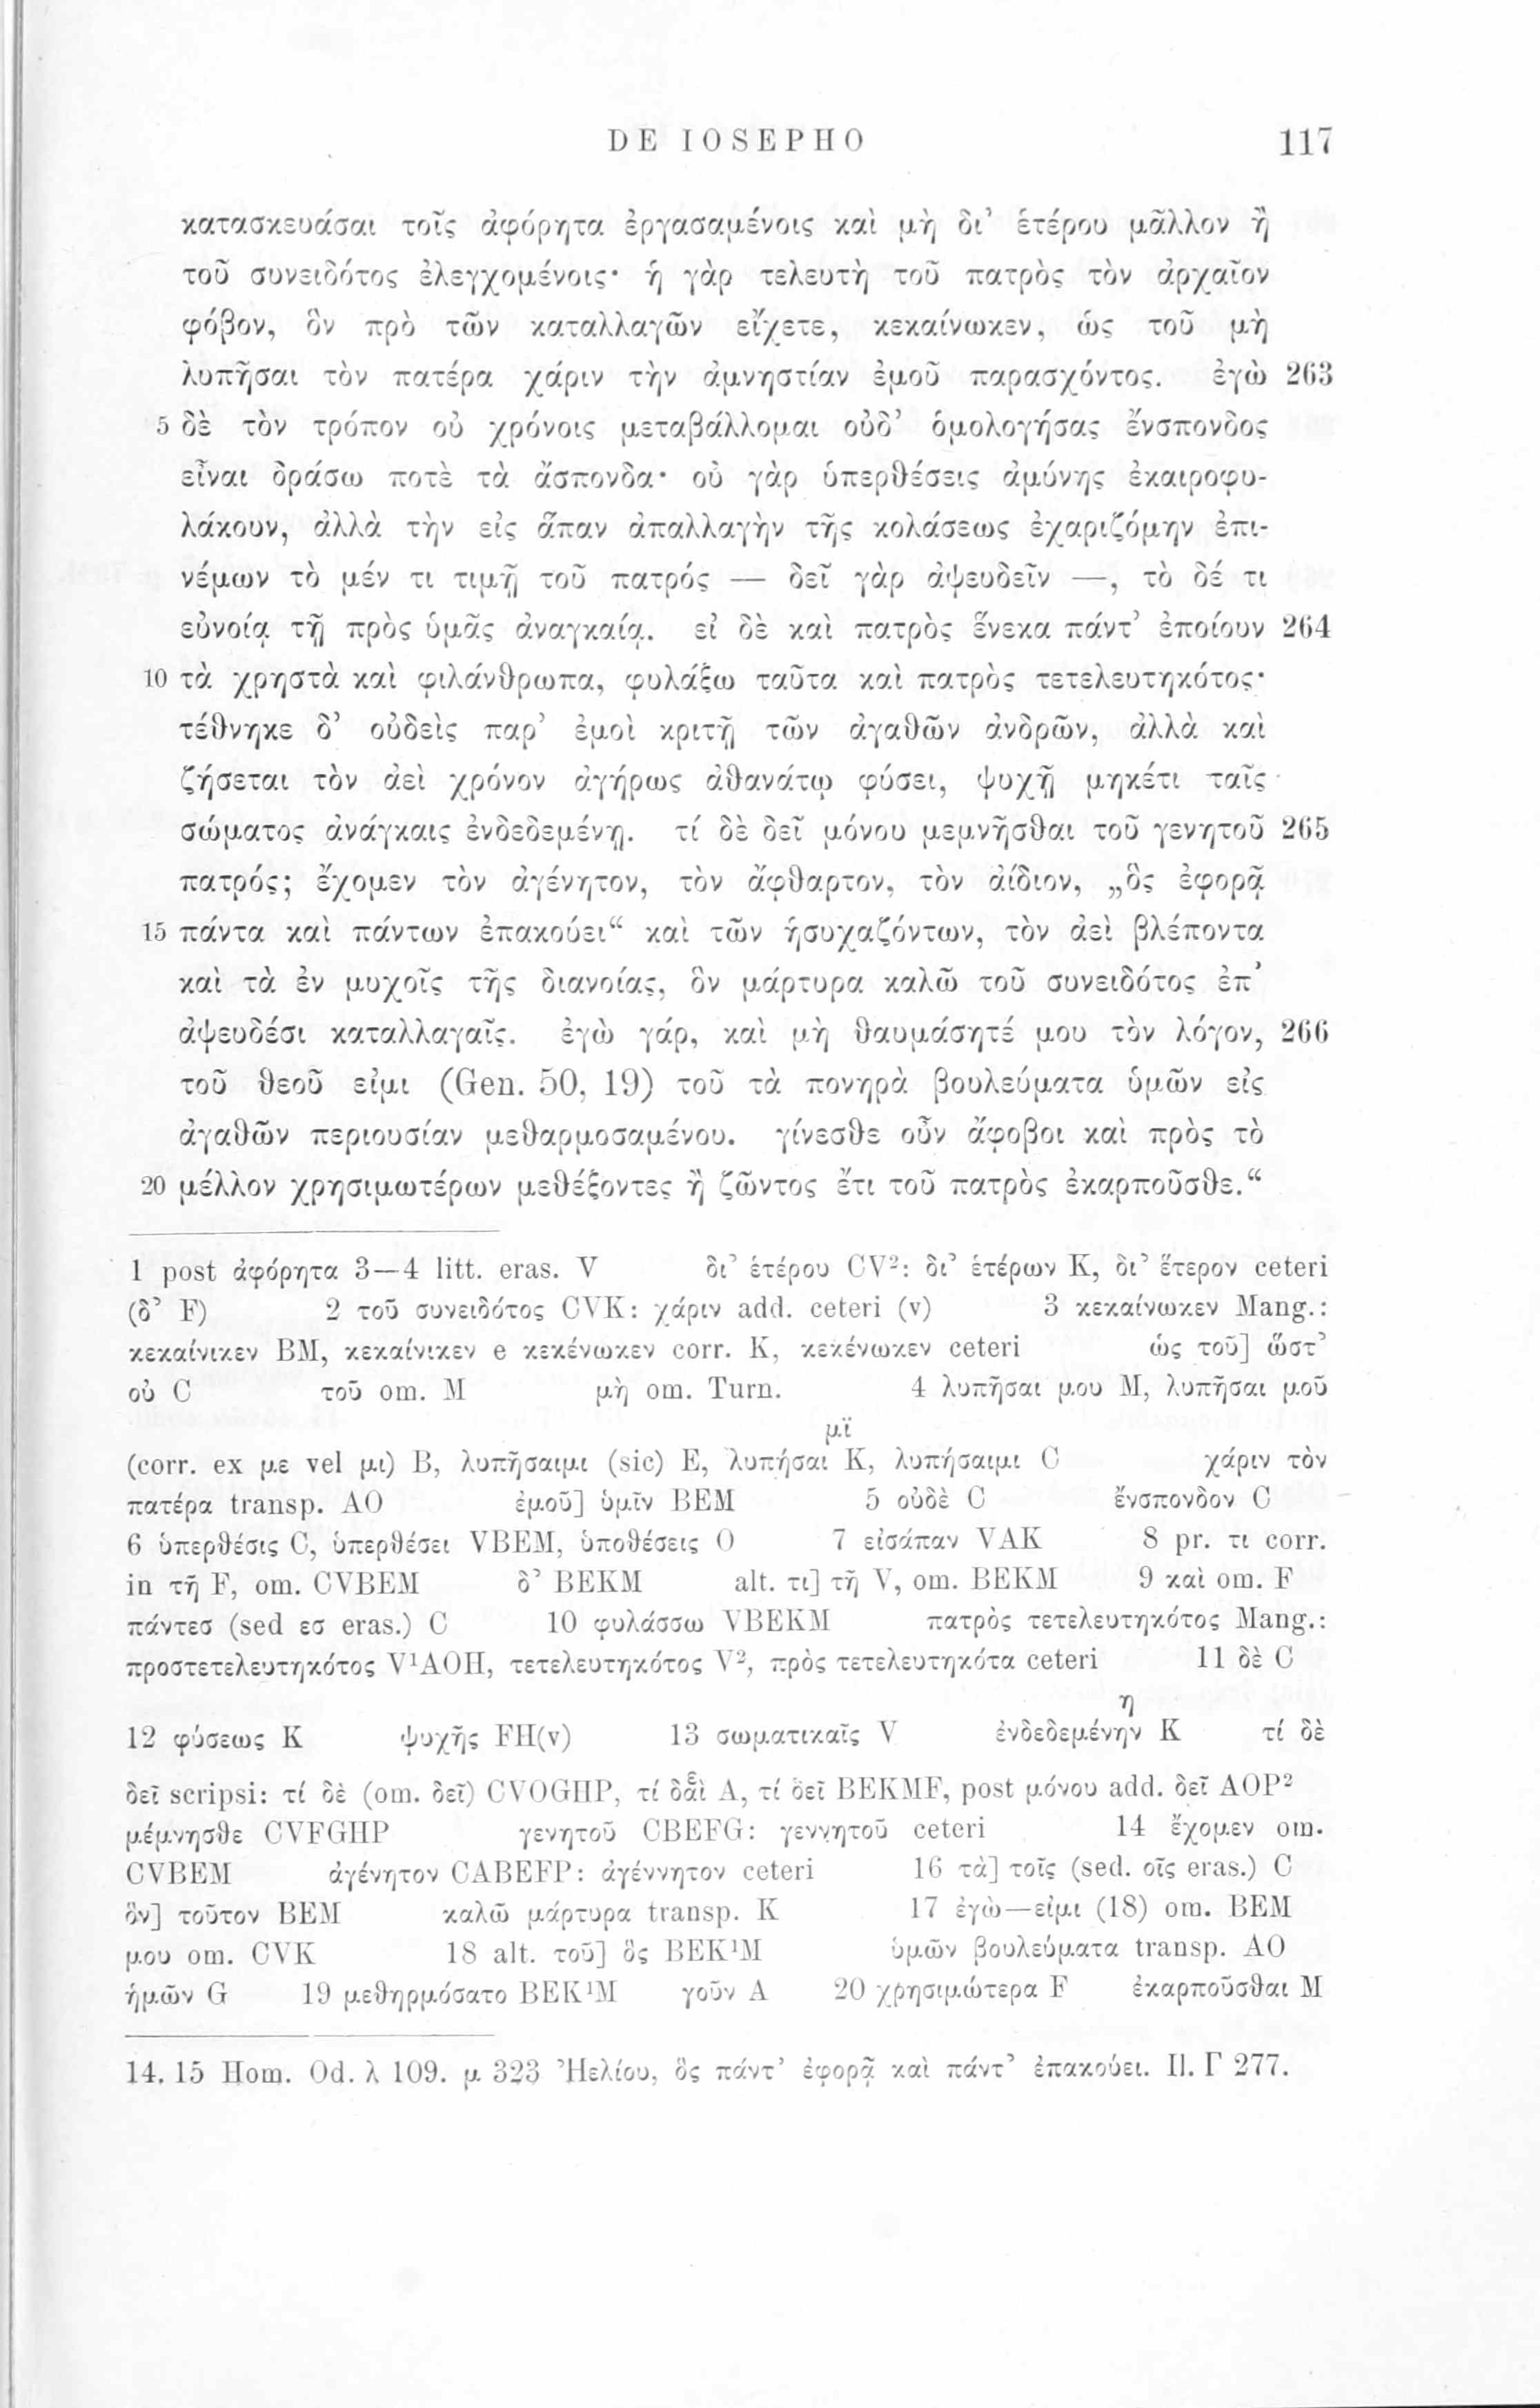 DE IOSEPHO 117
κατασκευάσαι τοῖς ἀφόρητα ἐργασαμένοις καὶ μὴ δι’ ἑτέρου μᾶλλον ἢ
τοῦ συνειδότος ἐλεγχομένοις· ἡ γὰρ τελευτὴ τοῦ πατρὸς τὸν ἀρχαῖον
φόβον, ὃν πρὸ τῶν καταλλαγῶν εἴχετε, κεκαίνωκεν, ὡς τοῦ μὴ
λυπῆσαι τὸν πατέρα χάριν τὴν ἀμνηστίαν ἐμοῦ παρασχόντος. ἐγὼ 263
5 δὲ τὸν τρόπον οὐ χρόνοις μεταβάλλομαι οὐδ’ ὁμολογήσας ἔνσπονδος
εἶναι δράσω ποτὲ τὰ ἄσπονδα· οὐ γὰρ ὑπερθέσεις ἀμύνης ἐκαιροφυ-
λάκουν, ἀλλὰ τὴν εἰς ἅπαν ἀπαλλαγὴν τῆς κολάσεως ἐχαριζόμην ἐπι-
νέμων τὸ μέν τι τιμῇ τοῦ πατρός — δεῖ γὰρ ἀψευδεῖν —, τὸ δέ τι
εὐνοίᾳ τῇ πρὸς ὑμᾶς ἀναγκαίᾳ. εἰ δὲ καὶ πατρὸς ἕνεκα πάντ’ ἐποίουν 264
10 τὰ χρηστὰ καὶ φιλάνθρωπα, φυλάξω ταῦτα καὶ πατρὸς τετελευτηκότος·
τέθνηκε δ’ οὐδεὶς παρ’ ἐμοὶ κριτῇ τῶν ἀγαθῶν ἀνδρῶν, ἀλλὰ καὶ
ζήσεται τὸν ἀεὶ χρόνον ἀγήρως ἀθανάτῳ φύσει, ψυχῇ μηκέτι ταῖς
σώματος ἀνάγκαις ἐνδεδεμένῃ. τί δὲ δεῖ μόνου μεμνῆσθαι τοῦ γενητοῦ 265
πατρός; ἔχομεν τὸν ἀγένητον, τὸν ἄφθαρτον, τὸν ἀίδιον, „ὃς ἐφορᾷ
15 πάντα καὶ πάντων ἐπακούει“ καὶ τῶν ἡσυχαζόντων, τὸν ἀεὶ βλέποντα
καὶ τὰ ἐν μυχοῖς τῆς διανοίας, ὃν μάρτυρα καλῶ τοῦ συνειδότος ἐπ’
ἀψευδέσι καταλλαγαῖς. ἐγὼ γάρ, καὶ μὴ θαυμάσητέ μου τὸν λόγον, 266
τοῦ θεοῦ εἰμι (Gen. 50, 19) τοῦ τὰ πονηρὰ βουλεύματα ὑμῶν εἰς
ἀγαθῶν περιουσίαν μεθαρμοσαμένου. γίνεσθε οὖν ἄφοβοι καὶ πρὸς τὸ
20 μέλλον χρησιμωτέρων μεθέξοντες ἢ ζῶντος ἔτι τοῦ πατρὸς ἐκαρποῦσθε.“
1 post ἀφόρητα 3—4 litt. eras. V δι’ ἑτέρου CV²: δι’ ἑτέρων K, δι’ ἕτερον ceteri
(δ’ F) 2 τοῦ συνειδότος CVK: χάριν add. ceteri (v) 3 κεκαίνωκεν Mang.:
κεκαίνικεν BM, κεκαίνικεν e κεκένωκεν corr. K, κεκένωκεν ceteri ὡς τοῦ] ὥστ’
οὐ C τοῦ om. M μὴ om. Turn. 4 λυπῆσαι μου M, λυπῆσαι μοῦ
μϊ
(corr. ex με vel μι) B, λυπῆσαιμι (sic) E, λυπήσαι K, λυπήσαιμι C χάριν τὸν
πατέρα transp. AO ἐμοῦ] ὑμῖν BEM 5 οὐδὲ C ἔνσπονδον C
6 ὑπερθέσις C, ὑπερθέσει VBEM, ὑποθέσεις O 7 εἰσάπαν VAK 8 pr. τι corr.
in τῇ F, om. CVBEM δ’ BEKM alt. τι] τῇ V, om. BEKM 9 καὶ om. F
πάντεσ (sed εσ eras.) C 10 φυλάσσω VBEKM πατρὸς τετελευτηκότος Mang.:
προστετελευτηκότος V¹AOH, τετελευτηκότος V², πρὸς τετελευτηκότα ceteri 11 δὲ C
η
12 φύσεως K ψυχῆς FH(v) 13 σωματικαῖς V ἐνδεδεμένην K τί δὲ
δεῖ scripsi: τί δὲ (om. δεῖ) CVOGHP, τί A, τί δεῖ BEKMF, post μόνου add. δεῖ AOP²
μέμνησθε CVFGHP γενητοῦ CBEFG: γεννητοῦ ceteri 14 ἔχομεν om.
CVBEM ἀγένητον CABEFP: ἀγέννητον ceteri 16 τὰ] τοῖς (sed. οῖς eras.) C
ὃν] τοῦτον BEM καλῶ μάρτυρα transp. K 17 ἐγὼ—εἰμι (18) om. BEM
μου om. CVK 18 alt. τοῦ] ὃς BEK¹M ὑμῶν βουλεύματα transp. AO
ἡμῶν G 19 μεθηρμόσατο BEK¹M γοῦν A 20 χρησιμώτερα F ἐκαρποῦσθαι M
14. 15 Hom. Od. λ 109. μ 323 Ἠελίου, ὃς πάντ’ ἐφορᾷ καὶ πάντ’ ἐπακούει. Il. Γ 277.